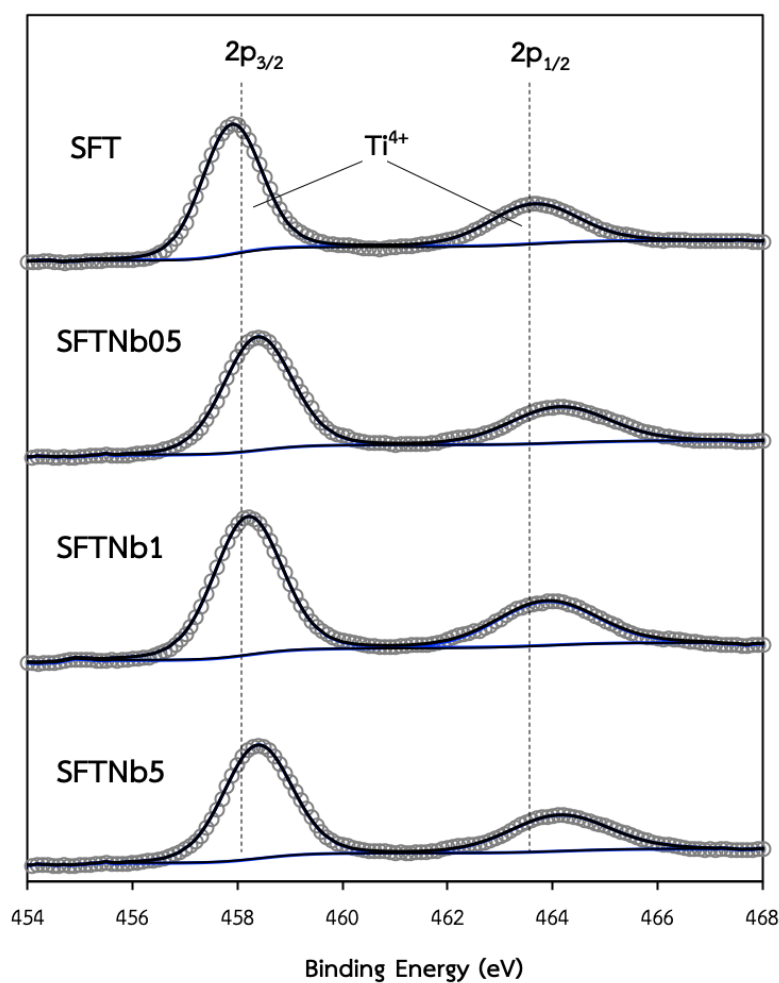 2p3/2 2p1/2
SFT
Ti4+
SFTNb05
SFTNb1
SFTNb5
454 456 458 460 462 464 466 468
Binding Energy (eV)